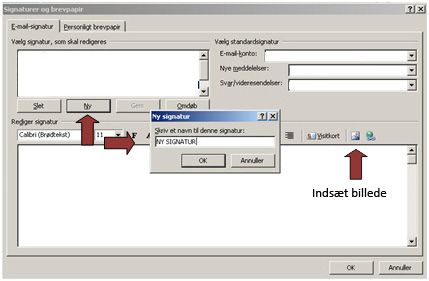 Signaturer og brevpapir
E-mail-signatur
Personligt brevpapir
Vælg signatur, som skal redigeres
Vælg standardsignatur
E-mail-konto:
Nye meddelelser:
Svar/videresendelser:
Slet
Ny
Gem
Omdøb
Rediger signatur
Calibri (Brødtekst)
11
F
Visitkort
Ny signatur
Skriv et navn til denne signatur:
NY SIGNATUR
OK
Annuller
Indsæt billede
OK
Annuller